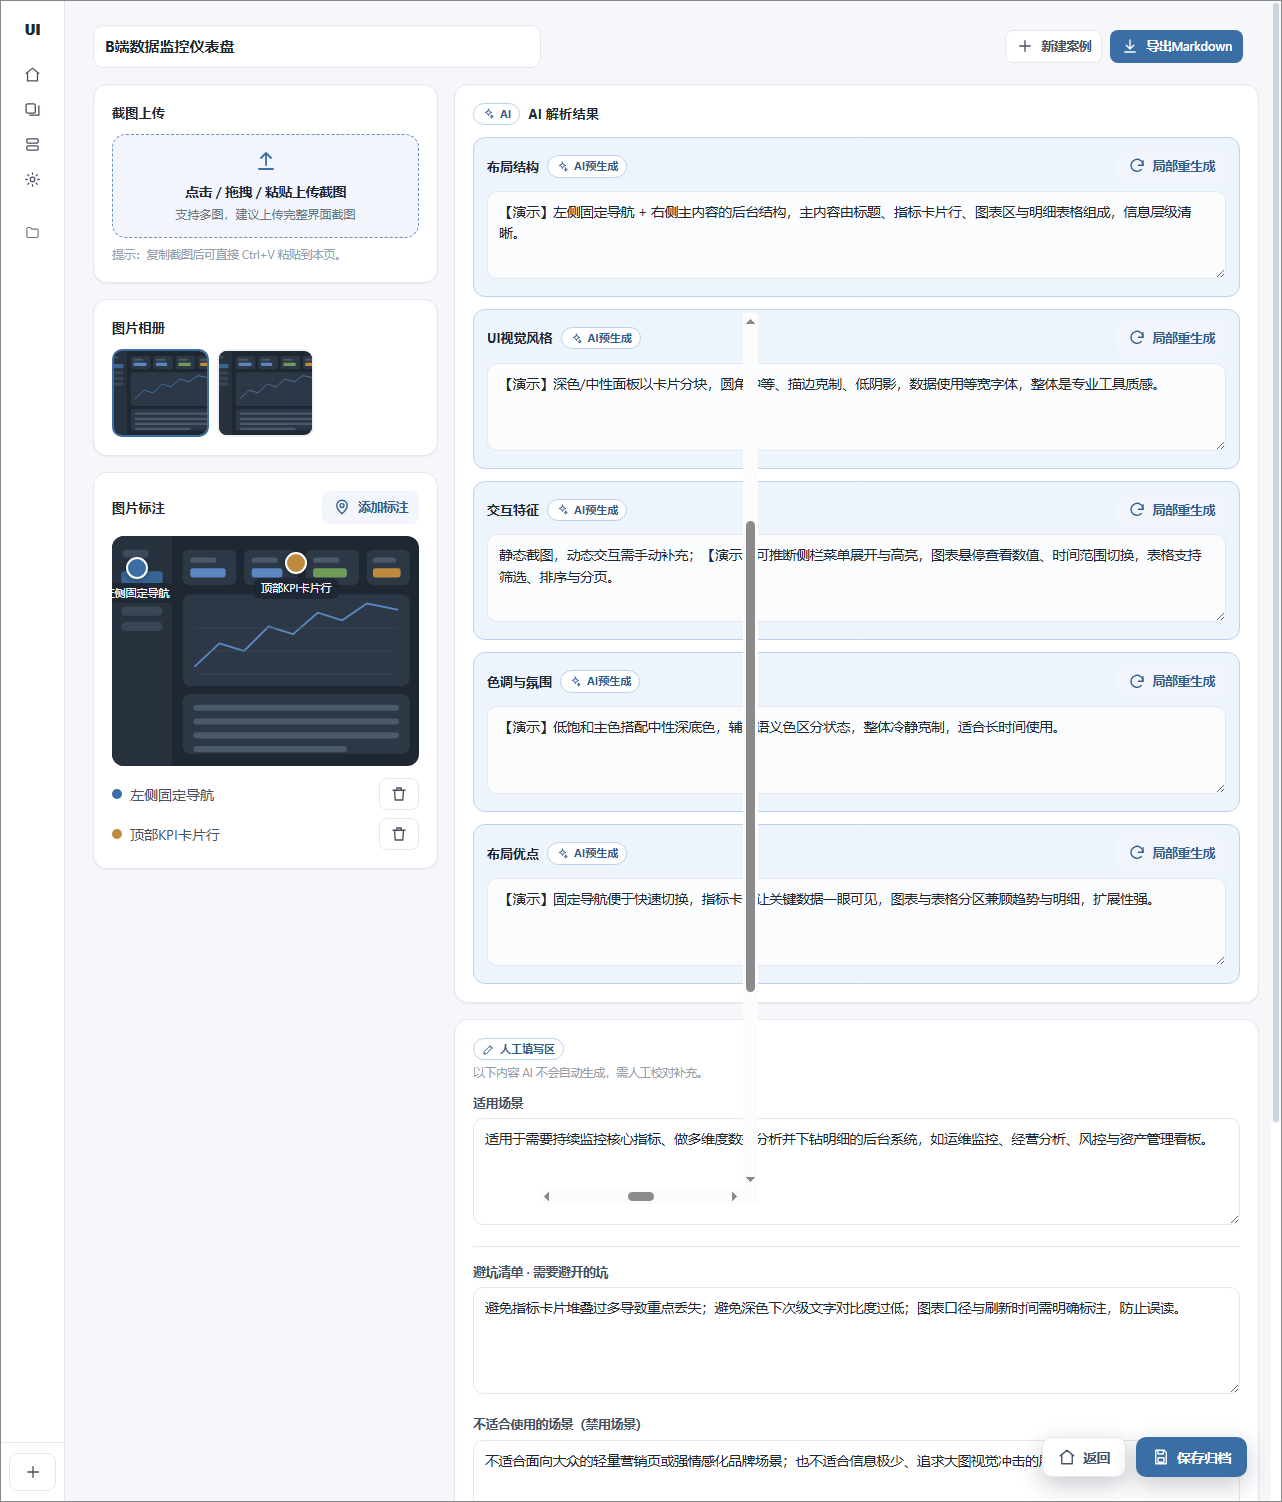 UI
B端数据监控仪表盘
新建案例
导出Markdown
截图上传
点击 / 拖拽 / 粘贴上传截图
支持多图，建议上传完整界面截图
提示：复制截图后可直接 Ctrl+V 粘贴到本页。
图片相册
图片标注
添加标注
侧固定导航
顶部KPI卡片行
左侧固定导航
顶部KPI卡片行
AI
AI 解析结果
布局结构
AI预生成
局部重生成
【演示】左侧固定导航 + 右侧主内容的后台结构，主内容由标题、指标卡片行、图表区与明细表格组成，信息层级清
晰。
UI视觉风格
AI预生成
局部重生成
【演示】深色/中性面板以卡片分块，圆角 等、描边克制、低阴影，数据使用等宽字体，整体是专业工具质感。
交互特征
AI预生成
局部重生成
静态截图，动态交互需手动补充；【演示 可推断侧栏菜单展开与高亮，图表悬停查看数值、时间范围切换，表格支持
筛选、排序与分页。
色调与氛围
AI预生成
局部重生成
【演示】低饱和主色搭配中性深底色，辅 语义色区分状态，整体冷静克制，适合长时间使用。
布局优点
AI预生成
局部重生成
【演示】固定导航便于快速切换，指标卡 让关键数据一眼可见，图表与表格分区兼顾趋势与明细，扩展性强。
人工填写区
以下内容 AI 不会自动生成，需人工校对补充。
适用场景
适用于需要持续监控核心指标、做多维度数 分析并下钻明细的后台系统，如运维监控、经营分析、风控与资产管理看板。
避坑清单 · 需要避开的坑
避免指标卡片堆叠过多导致重点丢失；避免深色下次级文字对比度过低；图表口径与刷新时间需明确标注，防止误读。
不适合使用的场景（禁用场景）
不适合面向大众的轻量营销页或强情感化品牌场景；也不适合信息极少、追求大图视觉冲击的
返回
保存归档